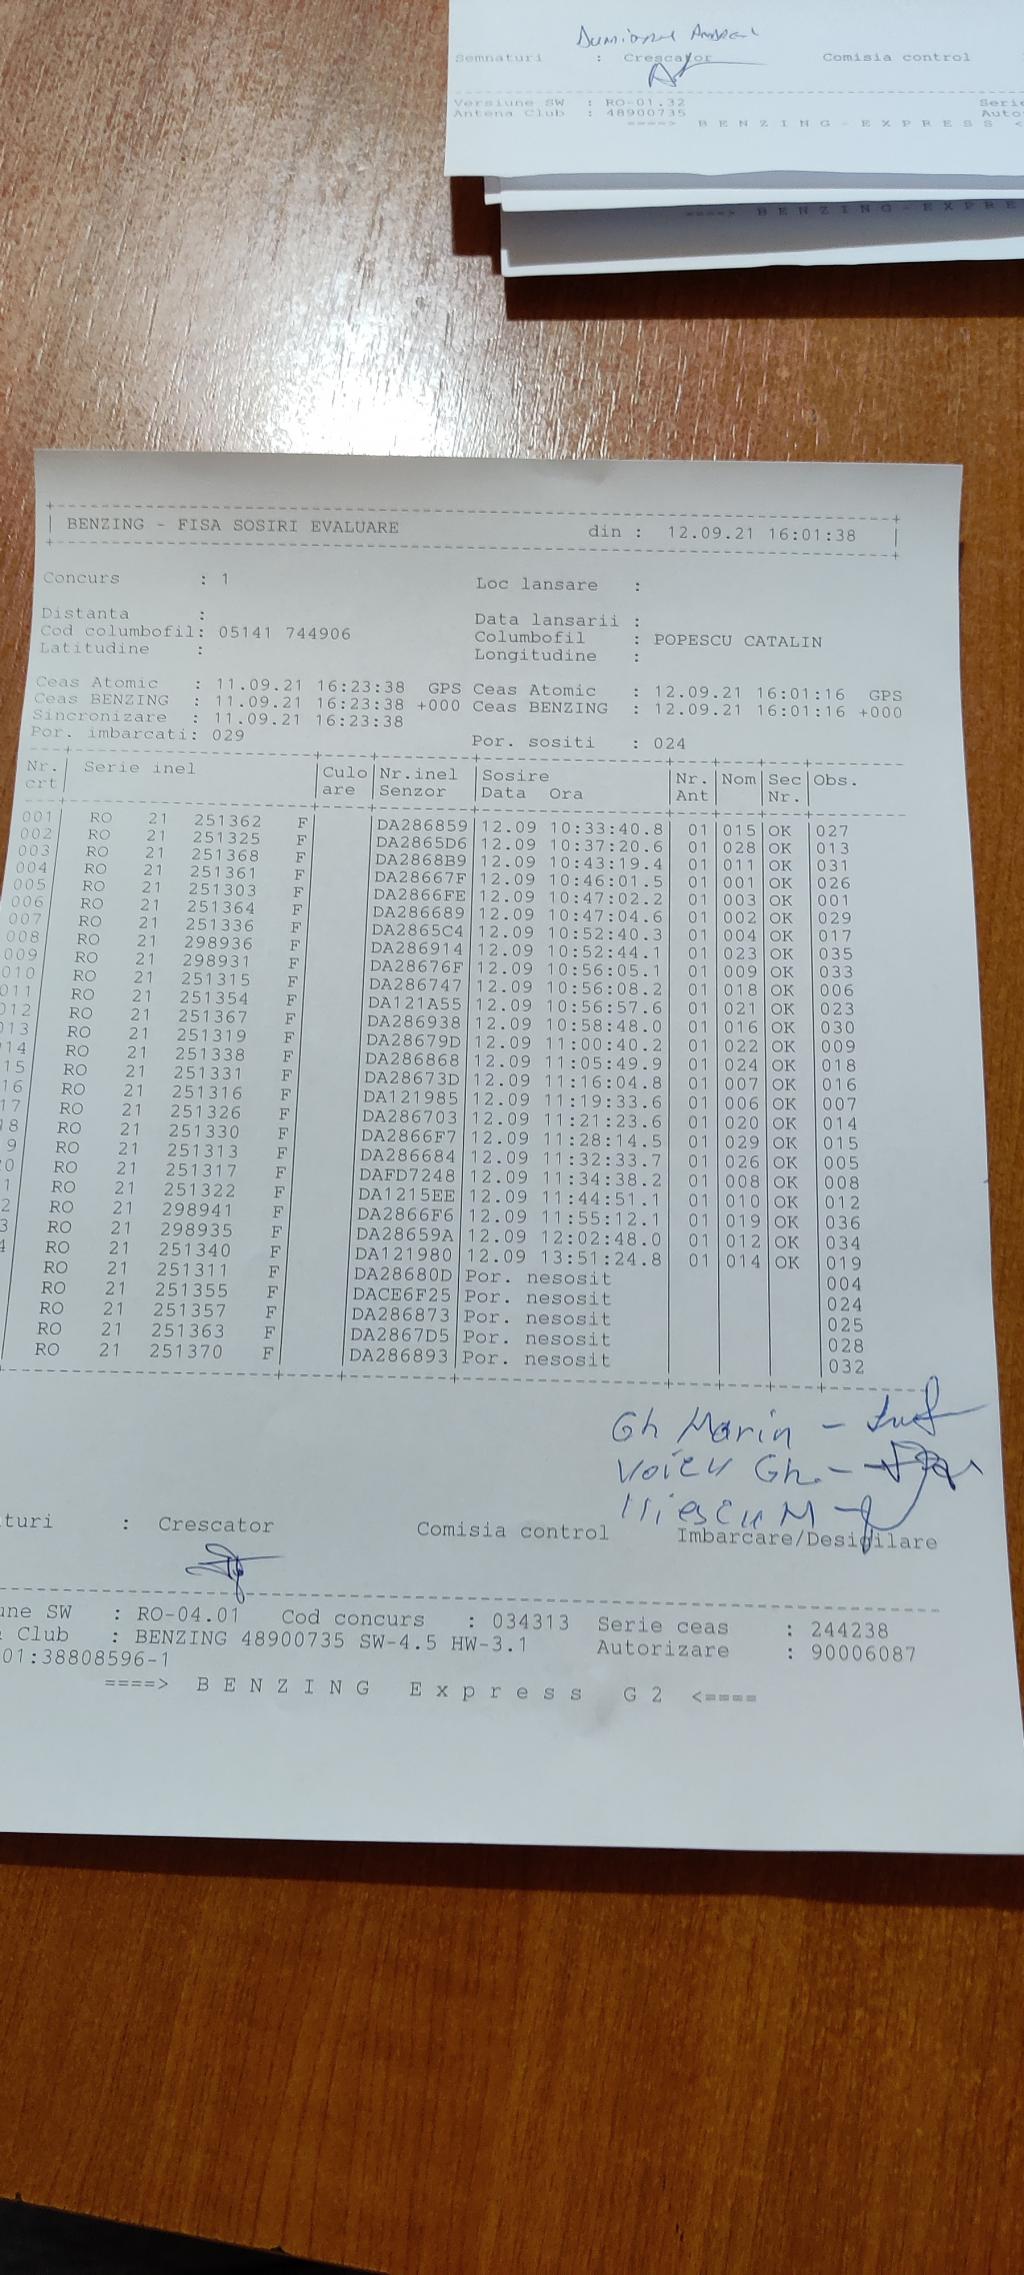 Semnaturi : Crescator Comisia control
Versiune SW : RO-01.32 Serie
Antena Club : 48900735 Auto
====> B E N Z I N G - E X P R E S S <
====> B E N Z I N G - E X P R E
BENZING - FISA SOSIRI EVALUARE din : 12.09.21 16:01:38
Concurs : 1 Loc lansare :
Distanta : Data lansarii :
Cod columbofil: 05141 744906 Columbofil : POPESCU CATALIN
Latitudine : Longitudine :
Ceas Atomic : 11.09.21 16:23:38 GPS Ceas Atomic : 12.09.21 16:01:16 GPS
Ceas BENZING : 11.09.21 16:23:38 +000 Ceas BENZING : 12.09.21 16:01:16 +000
Sincronizare : 11.09.21 16:23:38
Por. imbarcati: 029 Por. sositi : 024
Nr. Serie inel Culo Nr.inel Sosire Nr. Nom Sec Obs.
crt are Senzor Data Ora Ant Nr.
001 RO 21 251362 F DA286859 12.09 10:33:40.8 01 015 OK 027
002 RO 21 251325 F DA2865D6 12.09 10:37:20.6 01 028 OK 013
003 RO 21 251368 F DA2868B9 12.09 10:43:19.4 01 011 OK 031
004 RO 21 251361 F DA28667F 12.09 10:46:01.5 01 001 OK 026
005 RO 21 251303 F DA2866FE 12.09 10:47:02.2 01 003 OK 001
006 RO 21 251364 F DA286689 12.09 10:47:04.6 01 002 OK 029
007 RO 21 251336 F DA2865C4 12.09 10:52:40.3 01 004 OK 017
008 RO 21 298936 F DA286914 12.09 10:52:44.1 01 023 OK 035
009 RO 21 298931 F DA28676F 12.09 10:56:05.1 01 009 OK 033
010 RO 21 251315 F DA286747 12.09 10:56:08.2 01 018 OK 006
011 RO 21 251354 F DA121A55 12.09 10:56:57.6 01 021 OK 023
012 RO 21 251367 F DA286938 12.09 10:58:48.0 01 016 OK 030
013 RO 21 251319 F DA28679D 12.09 11:00:40.2 01 022 OK 009
14 RO 21 251338 F DA286868 12.09 11:05:49.9 01 024 OK 018
15 RO 21 251331 F DA28673D 12.09 11:16:04.8 01 007 OK 016
16 RO 21 251316 F DA121985 12.09 11:19:33.6 01 006 OK 007
17 RO 21 251326 F DA286703 12.09 11:21:23.6 01 020 OK 014
18 RO 21 251330 F DA2866F7 12.09 11:28:14.5 01 029 OK 015
9 RO 21 251313 F DA286684 12.09 11:32:33.7 01 026 OK 005
0 RO 21 251317 F DAFD7248 12.09 11:34:38.2 01 008 OK 008
1 RO 21 251322 F DA1215EE 12.09 11:44:51.1 01 010 OK 012
2 RO 21 298941 F DA2866F6 12.09 11:55:12.1 01 019 OK 036
3 RO 21 298935 F DA28659A 12.09 12:02:48.0 01 012 OK 034
4 RO 21 251340 F DA121980 12.09 13:51:24.8 01 014 OK 019
RO 21 251311 F DA28680D Por. nesosit 004
RO 21 251355 F DACE6F25 Por. nesosit 024
RO 21 251357 F DA286873 Por. nesosit 025
RO 21 251363 F DA2867D5 Por. nesosit 028
RO 21 251370 F DA286893 Por. nesosit 032
Gh Marin -
Voicu Gh. -
Iliescu M -
turi : Crescator Comisia control Imbarcare/Desigilare
une SW : RO-04.01 Cod concurs : 034313 Serie ceas : 244238
Club : BENZING 48900735 SW-4.5 HW-3.1 Autorizare : 90006087
01:38808596-1
====> B E N Z I N G E x p r e s s G 2 <====